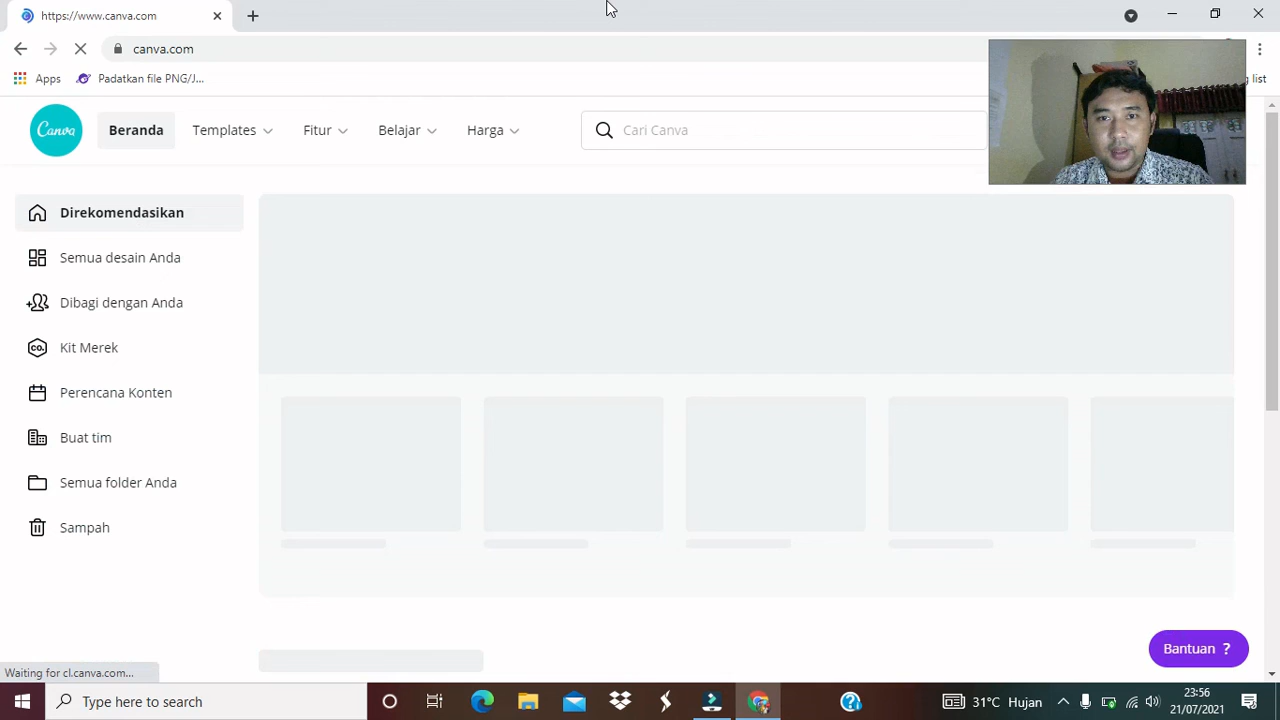 https://www.canva.com
canva.com
Apps
Padatkan file PNG/J...
g list
Canva
Beranda
Templates
Fitur
Belajar
Harga
Cari Canva
Direkomendasikan
Semua desain Anda
Dibagi dengan Anda
CO.
Kit Merek
Perencana Konten
Buat tim
Semua folder Anda
Sampah
Bantuan ?
Waiting for cl.canva.com...
Type here to search
31°C Hujan
23:56
21/07/2021